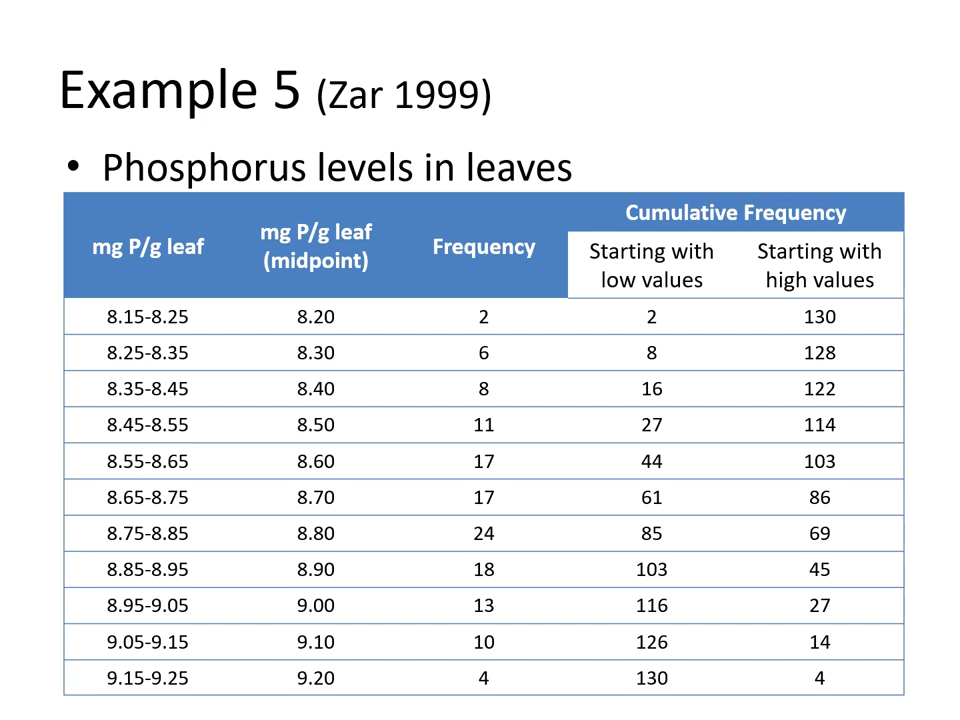 Example 5 (Zar 1999)
• Phosphorus levels in leaves
mg P/g leaf
mg P/g leaf
(midpoint)
Frequency
Cumulative Frequency
Starting with
low values
Starting with
high values
8.15-8.25 8.20 2 2 130
8.25-8.35 8.30 6 8 128
8.35-8.45 8.40 8 16 122
8.45-8.55 8.50 11 27 114
8.55-8.65 8.60 17 44 103
8.65-8.75 8.70 17 61 86
8.75-8.85 8.80 24 85 69
8.85-8.95 8.90 18 103 45
8.95-9.05 9.00 13 116 27
9.05-9.15 9.10 10 126 14
9.15-9.25 9.20 4 130 4